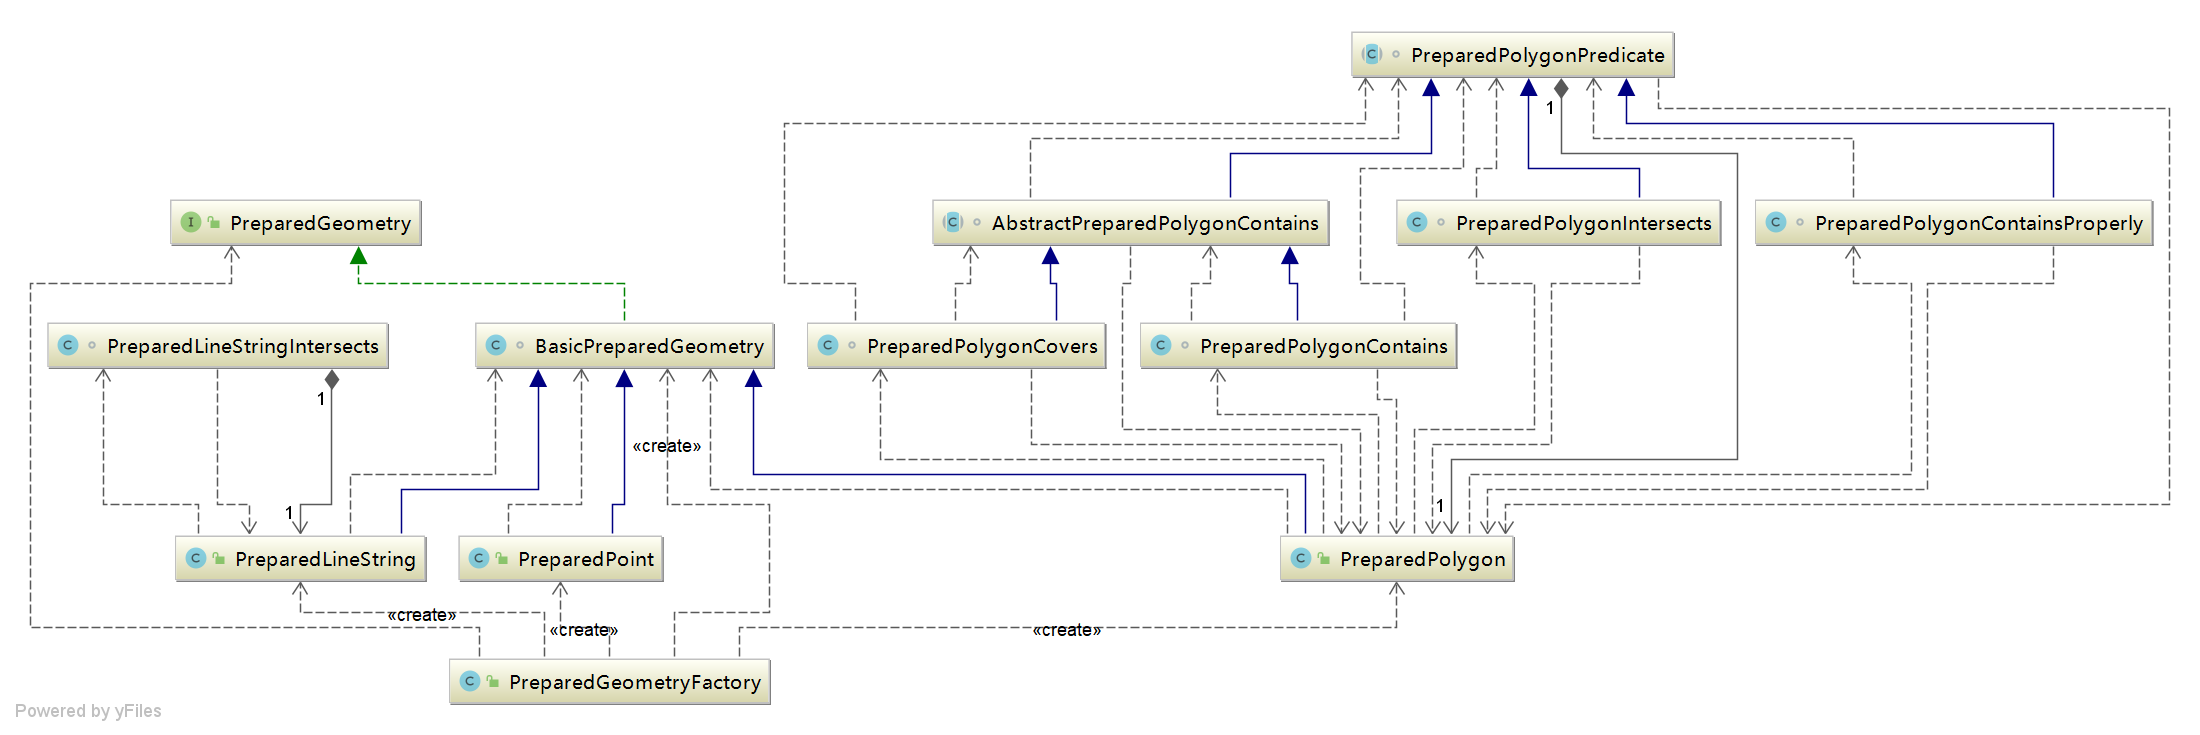 PreparedPolygonPredicate
1
PreparedGeometry
AbstractPreparedPolygonContains
PreparedPolygonIntersects
PreparedPolygonContainsProperly
PreparedLineStringIntersects
BasicPreparedGeometry
PreparedPolygonCovers
PreparedPolygonContains
1
«create»
1
1
PreparedLineString
PreparedPoint
PreparedPolygon
«create»
«create»
«create»
PreparedGeometryFactory
Powered by yFiles